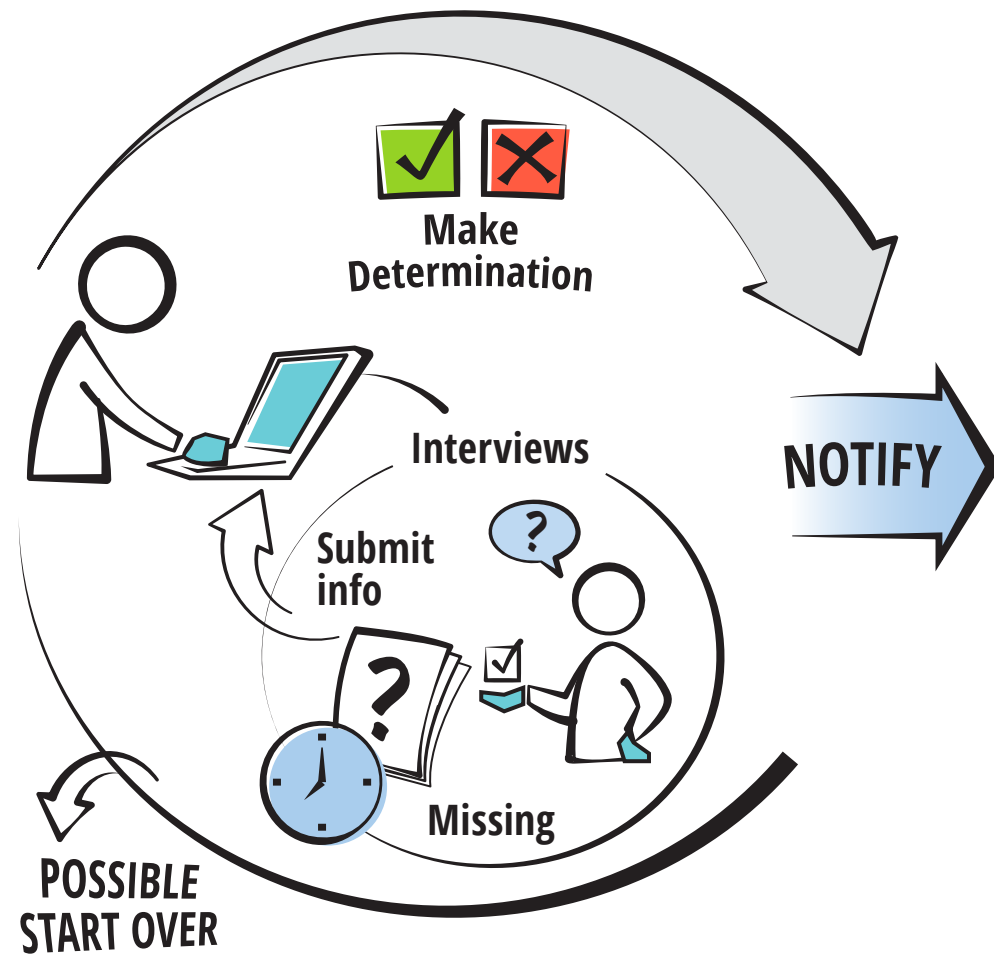 Make
Determination
Interviews
NOTIFY
?
Submit
info
?
Missing
POSSIBLE
START OVER